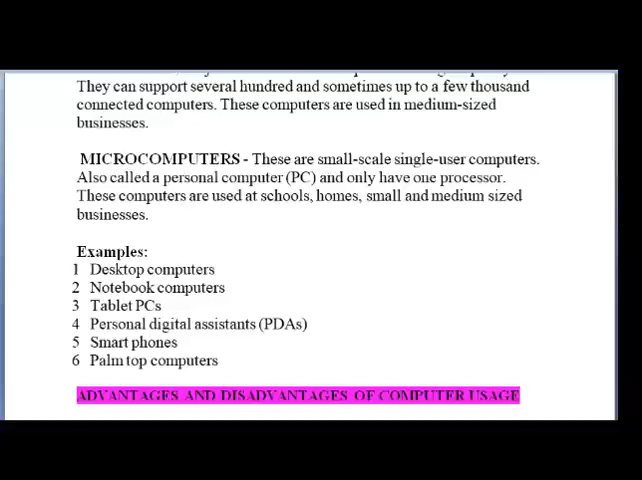 They can support several hundred and sometimes up to a few thousand
connected computers. These computers are used in medium-sized
businesses.
MICROCOMPUTERS - These are small-scale single-user computers.
Also called a personal computer (PC) and only have one processor.
These computers are used at schools, homes, small and medium sized
businesses.
Examples:
1 Desktop computers
2 Notebook computers
3 Tablet PCs
4 Personal digital assistants (PDAs)
5 Smart phones
6 Palm top computers
ADVANTAGES AND DISADVANTAGES OF COMPUTER USAGE